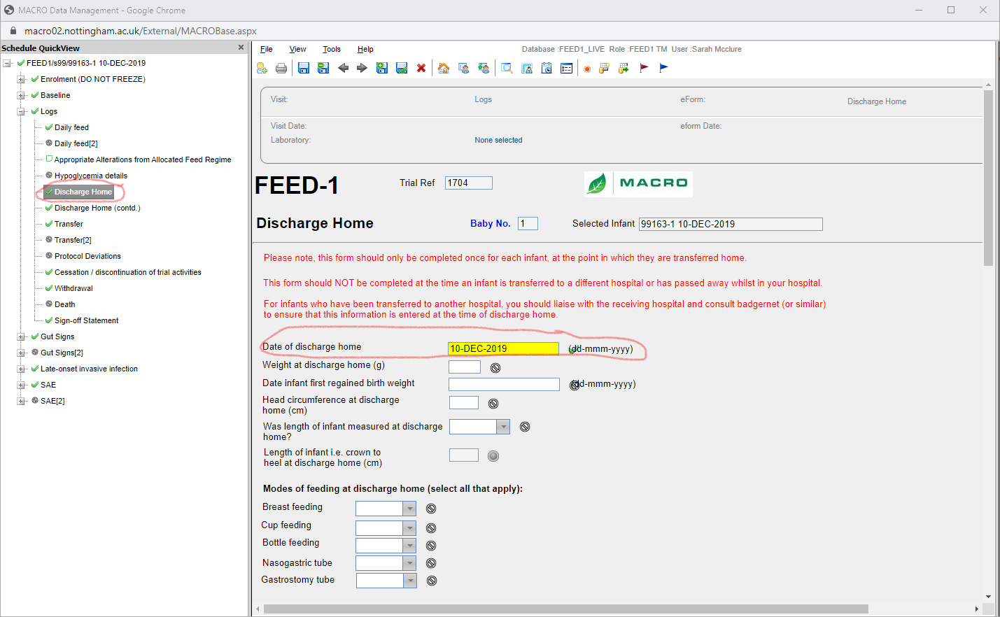 MACRO Data Management - Google Chrome
macro02.nottingham.ac.uk/External/MACROBase.aspx
Schedule QuickView
FEED1/s99/99163-1 10-DEC-2019
Enrolment (DO NOT FREEZE)
Baseline
Logs
Daily feed
Daily feed[2]
Appropriate Alterations from Allocated Feed Regime
Hypoglycemia details
Discharge Home
Discharge Home (contd.)
Transfer
Transfer[2]
Protocol Deviations
Cessation / discontinuation of trial activities
Withdrawal
Death
Sign-off Statement
Gut Signs
Gut Signs[2]
Late-onset invasive infection
SAE
SAE[2]
File View Tools Help
Database :FEED1_LIVE Role :FEED1 TM User :Sarah Mcclure
Visit: Logs eForm: Discharge Home
Visit Date: eform Date:
Laboratory: None selected
FEED-1 Trial Ref 1704 MACRO
Discharge Home Baby No. 1 Selected Infant 99163-1 10-DEC-2019
Please note, this form should only be completed once for each infant, at the point in which they are transferred home.
This form should NOT be completed at the time an infant is transferred to a different hospital or has passed away whilst in your hospital.
For infants who have been transferred to another hospital, you should liaise with the receiving hospital and consult badgernet (or similar)
to ensure that this information is entered at the time of discharge home.
Date of discharge home 10-DEC-2019 (dd-mmm-yyyy)
Weight at discharge home (g)
Date infant first regained birth weight (dd-mmm-yyyy)
Head circumference at discharge
home (cm)
Was length of infant measured at discharge
home?
Length of infant i.e. crown to
heel at discharge home (cm)
Modes of feeding at discharge home (select all that apply):
Breast feeding
Cup feeding
Bottle feeding
Nasogastric tube
Gastrostomy tube